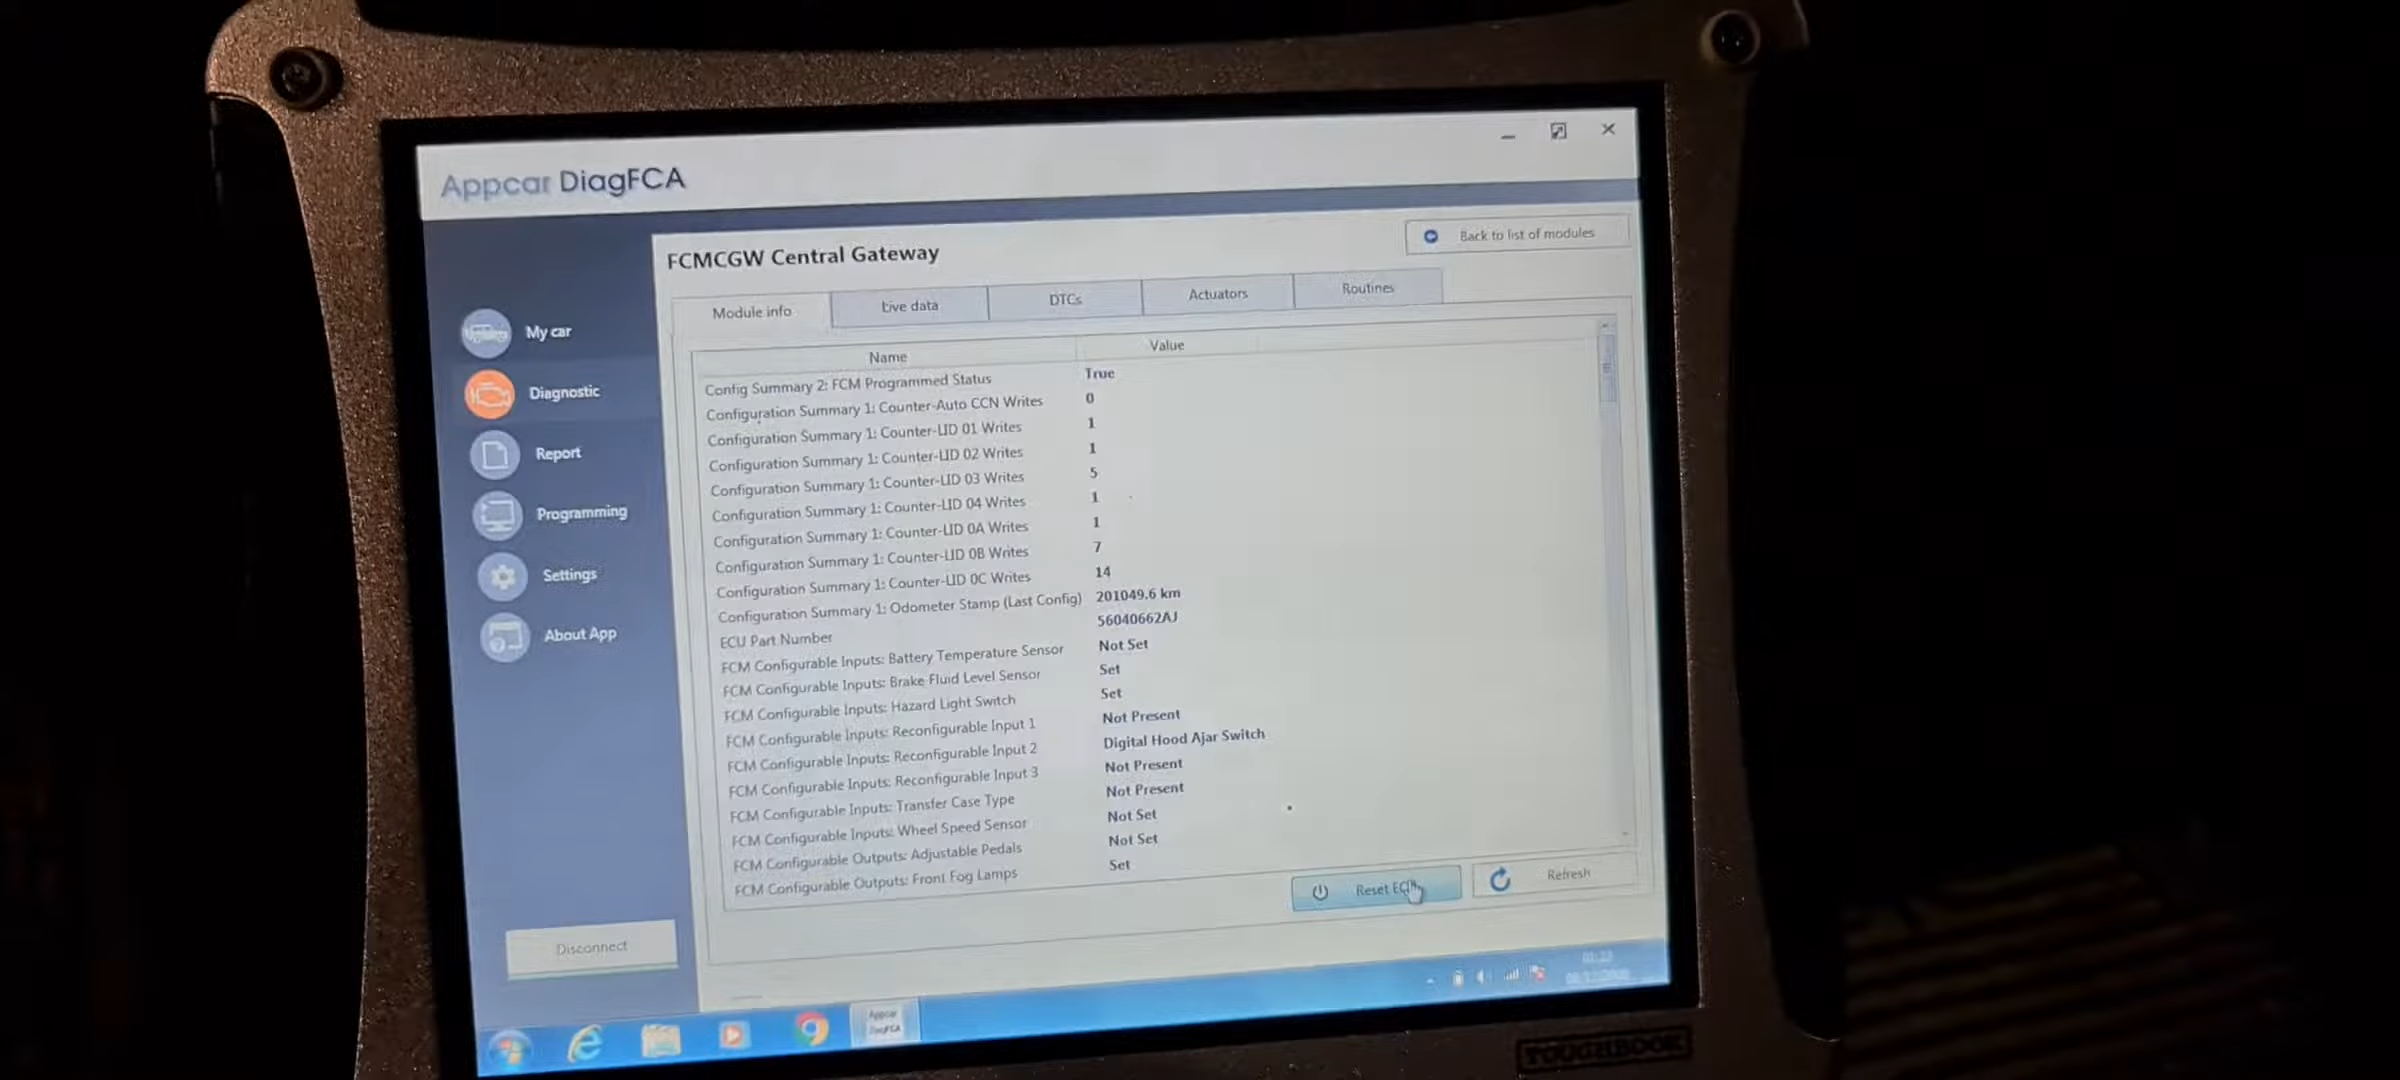 Appcar DiagFCA
FCMCGW Central Gateway
Back to list of modules
Module info Live data DTCs Actuators Routines
My car
Diagnostic
Report
Programming
Settings
About App
Disconnect
Name Value
Config Summary 2: FCM Programmed Status True
Configuration Summary 1: Counter-Auto CCN Writes 0
Configuration Summary 1: Counter-LID 01 Writes 1
Configuration Summary 1: Counter-LID 02 Writes 1
Configuration Summary 1: Counter-LID 03 Writes 5
Configuration Summary 1: Counter-LID 04 Writes 1
Configuration Summary 1: Counter-LID 0A Writes 1
Configuration Summary 1: Counter-LID 0B Writes 7
Configuration Summary 1: Counter-LID 0C Writes 14
Configuration Summary 1: Odometer Stamp (Last Config) 201049.6 km
ECU Part Number 56040662AJ
FCM Configurable Inputs: Battery Temperature Sensor Not Set
FCM Configurable Inputs: Brake Fluid Level Sensor Set
FCM Configurable Inputs: Hazard Light Switch Set
FCM Configurable Inputs: Reconfigurable Input 1 Not Present
FCM Configurable Inputs: Reconfigurable Input 2 Digital Hood Ajar Switch
FCM Configurable Inputs: Reconfigurable Input 3 Not Present
FCM Configurable Inputs: Transfer Case Type Not Present
FCM Configurable Inputs: Wheel Speed Sensor Not Set
FCM Configurable Outputs: Adjustable Pedals Not Set
FCM Configurable Outputs: Front Fog Lamps Set
Reset ECU Refresh
Appcar
DiagFCA
TOUGHBOOK